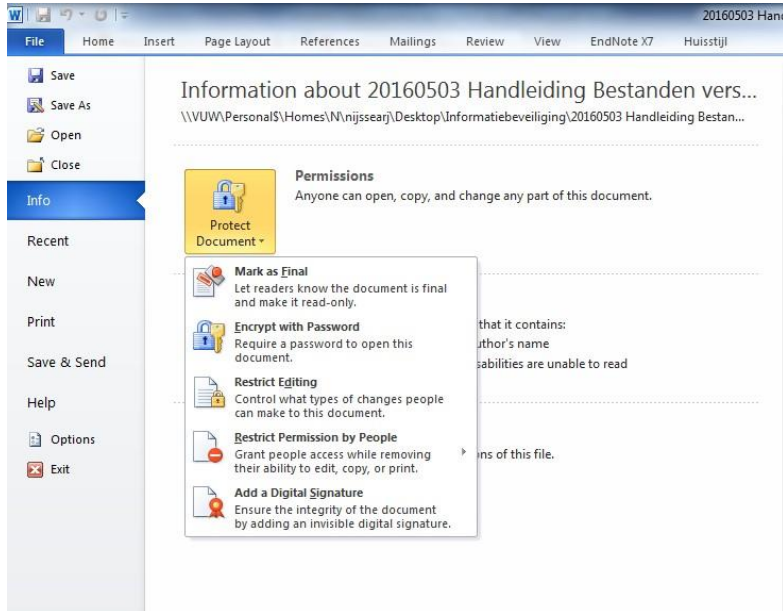 20160503 Hand
File Home Insert Page Layout References Mailings Review View EndNote X7 Huisstijl
Save
Save As
Open
Close
Info
Recent
New
Print
Save & Send
Help
Options
Exit
Information about 20160503 Handleiding Bestanden vers...
\\VUW\Personal$\Homes\N\nijssearj\Desktop\Informatiebeveiliging\20160503 Handleiding Bestan...
Protect
Document
Permissions
Anyone can open, copy, and change any part of this document.
Mark as Final
Let readers know the document is final
and make it read-only.
Encrypt with Password
Require a password to open this
document.
Restrict Editing
Control what types of changes people
can make to this document.
Restrict Permission by People
Grant people access while removing
their ability to edit, copy, or print.
Add a Digital Signature
Ensure the integrity of the document
by adding an invisible digital signature.
that it contains:
uthor's name
sabilities are unable to read
ons of this file.